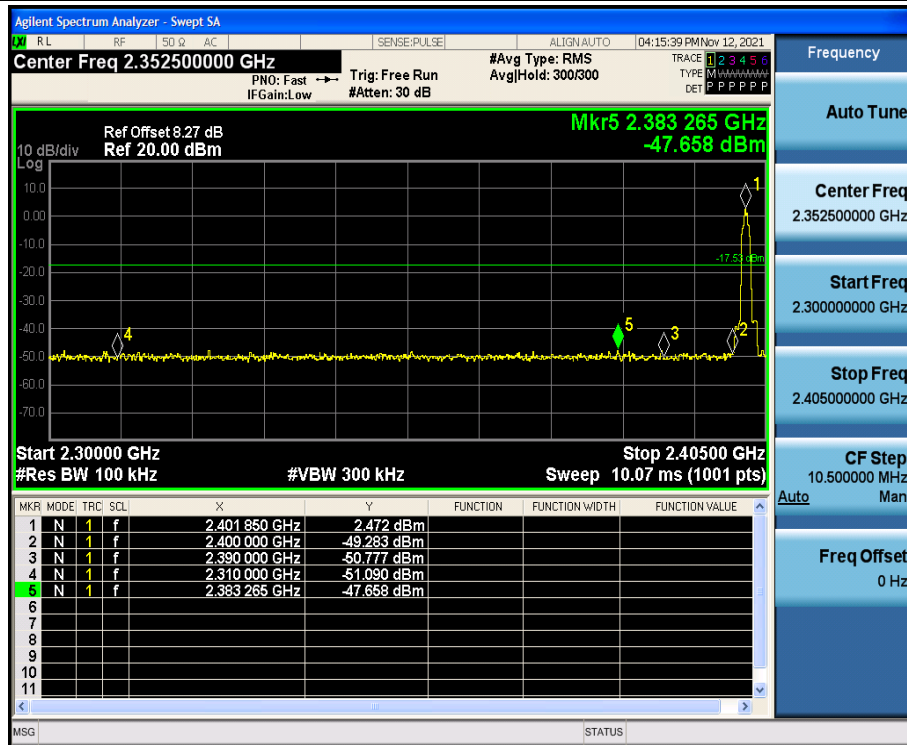 Agilent Spectrum Analyzer - Swept SA
LXI RL RF 50 Ω AC SENSE:PULSE ALIGN AUTO 04:15:39 PM Nov 12, 2021
Center Freq 2.352500000 GHz
#Avg Type: RMS
TRACE 1 2 3 4 5 6
PNO: Fast
Trig: Free Run
Avg|Hold: 300/300
TYPE M W W W W W
IFGain:Low
#Atten: 30 dB
DET P P P P P P
Mkr5 2.383 265 GHz
-47.658 dBm
Ref Offset 8.27 dB
10 dB/div Ref 20.00 dBm
Log
10.0
0.00
-10.0
-20.0
-30.0
-40.0
-50.0
-60.0
-70.0
1
-17.53 dBm
4
5
3
2
Start 2.30000 GHz
Stop 2.40500 GHz
#Res BW 100 kHz
#VBW 300 kHz
Sweep 10.07 ms (1001 pts)
MKR MODE TRC SCL X Y FUNCTION FUNCTION WIDTH FUNCTION VALUE
1 N 1 f 2.401 850 GHz 2.472 dBm
2 N 1 f 2.400 000 GHz -49.283 dBm
3 N 1 f 2.390 000 GHz -50.777 dBm
4 N 1 f 2.310 000 GHz -51.090 dBm
5 N 1 f 2.383 265 GHz -47.658 dBm
6
7
8
9
10
11
MSG
STATUS
Frequency
Auto Tune
Center Freq
2.352500000 GHz
Start Freq
2.300000000 GHz
Stop Freq
2.405000000 GHz
CF Step
10.500000 MHz
Auto Man
Freq Offset
0 Hz